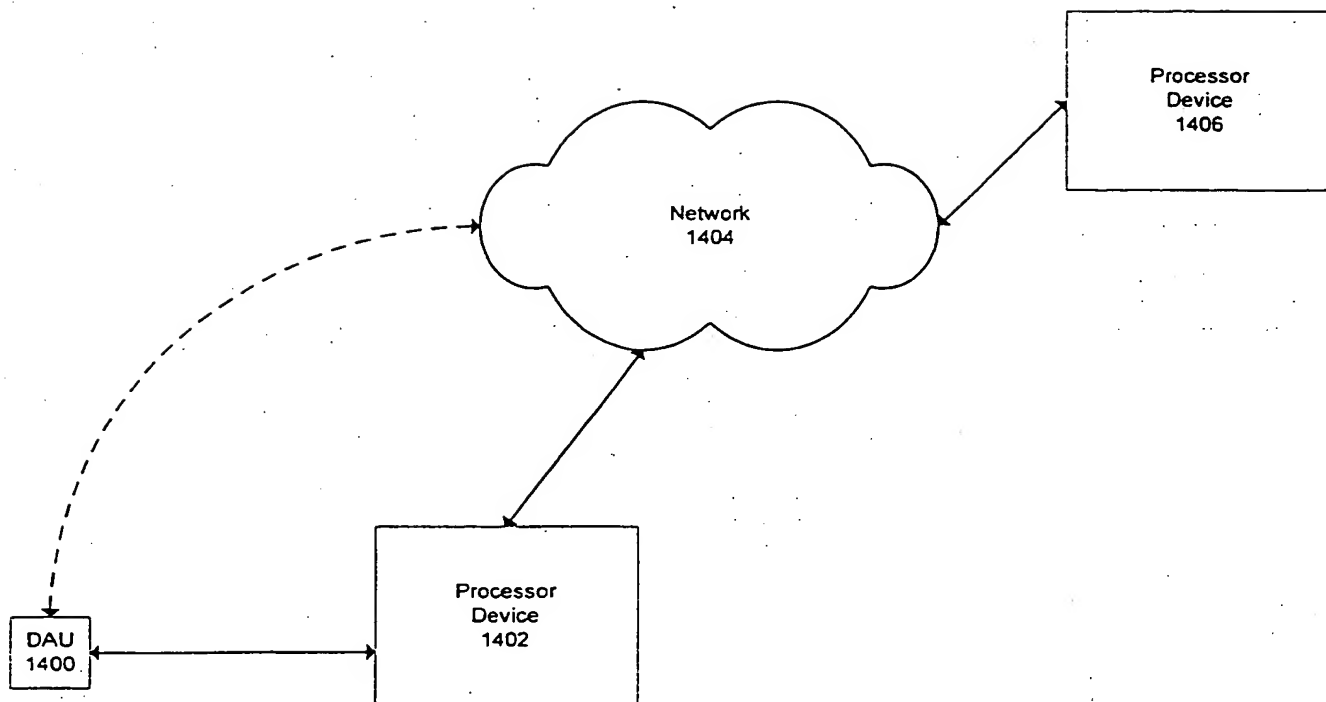 Processor
Device
1406
Network
1404
Processor
Device
1402
DAU
1400